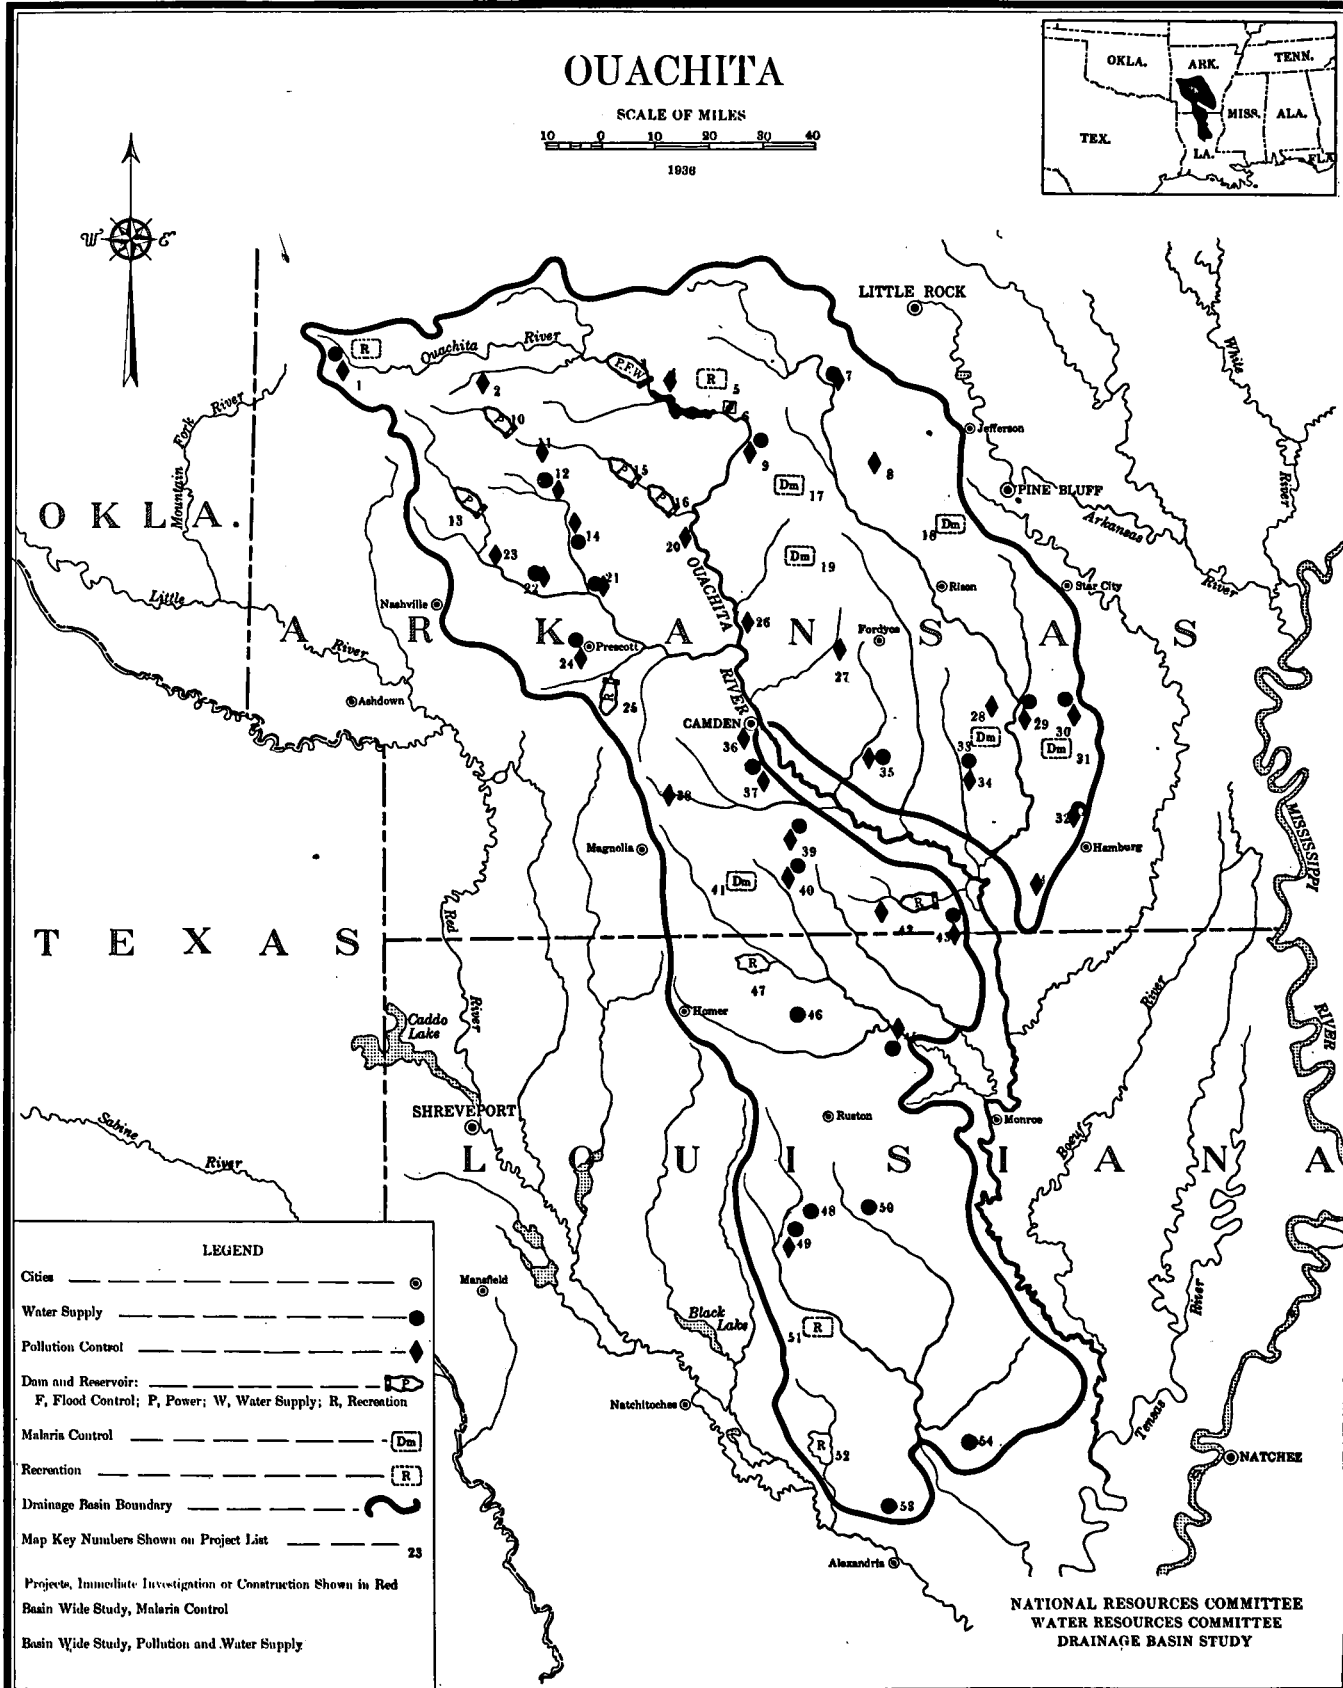 OUACHITA
SCALE OF MILES
10 0 10 20 30 40
1936
OKLA.
ARK.
TENN.
TEX.
MISS.
ALA.
LA.
FLA
W E
LITTLE ROCK
Ouachita River
White
River
R
1
2
P.F.W
4
R
5
6
7
Mountain Fork River
P
10
Jefferson
11
9
8
12
P
15
Dm
17
PINE BLUFF
P
13
P
16
Dm
18
Arkansas
River
OKLA.
14
20
Dm
19
23
22
21
OUACHITA
RIVER
Rison
Star City
Little
River
Nashville
ARKANSAS
26
Fordyce
Prescott
24
27
R
25
Ashdown
CAMDEN
36
28
29
30
Dm
Dm
31
33
35
34
37
38
32
MISSISSIPPI
RIVER
Magnolia
39
Hamburg
40
41
Dm
R
42
43
Red
River
TEXAS
R
47
46
Homer
Caddo
Lake
SHREVEPORT
Ruston
Monroe
Boeuf
River
Sabine
River
LOUISIANA
48
50
49
Mansfield
Black
Lake
51
R
Natchitoches
R
52
54
53
Tensas
River
NATCHEZ
Alexandria
LEGEND
Cities
Water Supply
Pollution Control
Dam and Reservoir: P
F, Flood Control; P, Power; W, Water Supply; R, Recreation
Malaria Control Dm
Recreation R
Drainage Basin Boundary
Map Key Numbers Shown on Project List 23
Projects, Immediate Investigation or Construction Shown in Red
Basin Wide Study, Malaria Control
Basin Wide Study, Pollution and Water Supply
NATIONAL RESOURCES COMMITTEE
WATER RESOURCES COMMITTEE
DRAINAGE BASIN STUDY